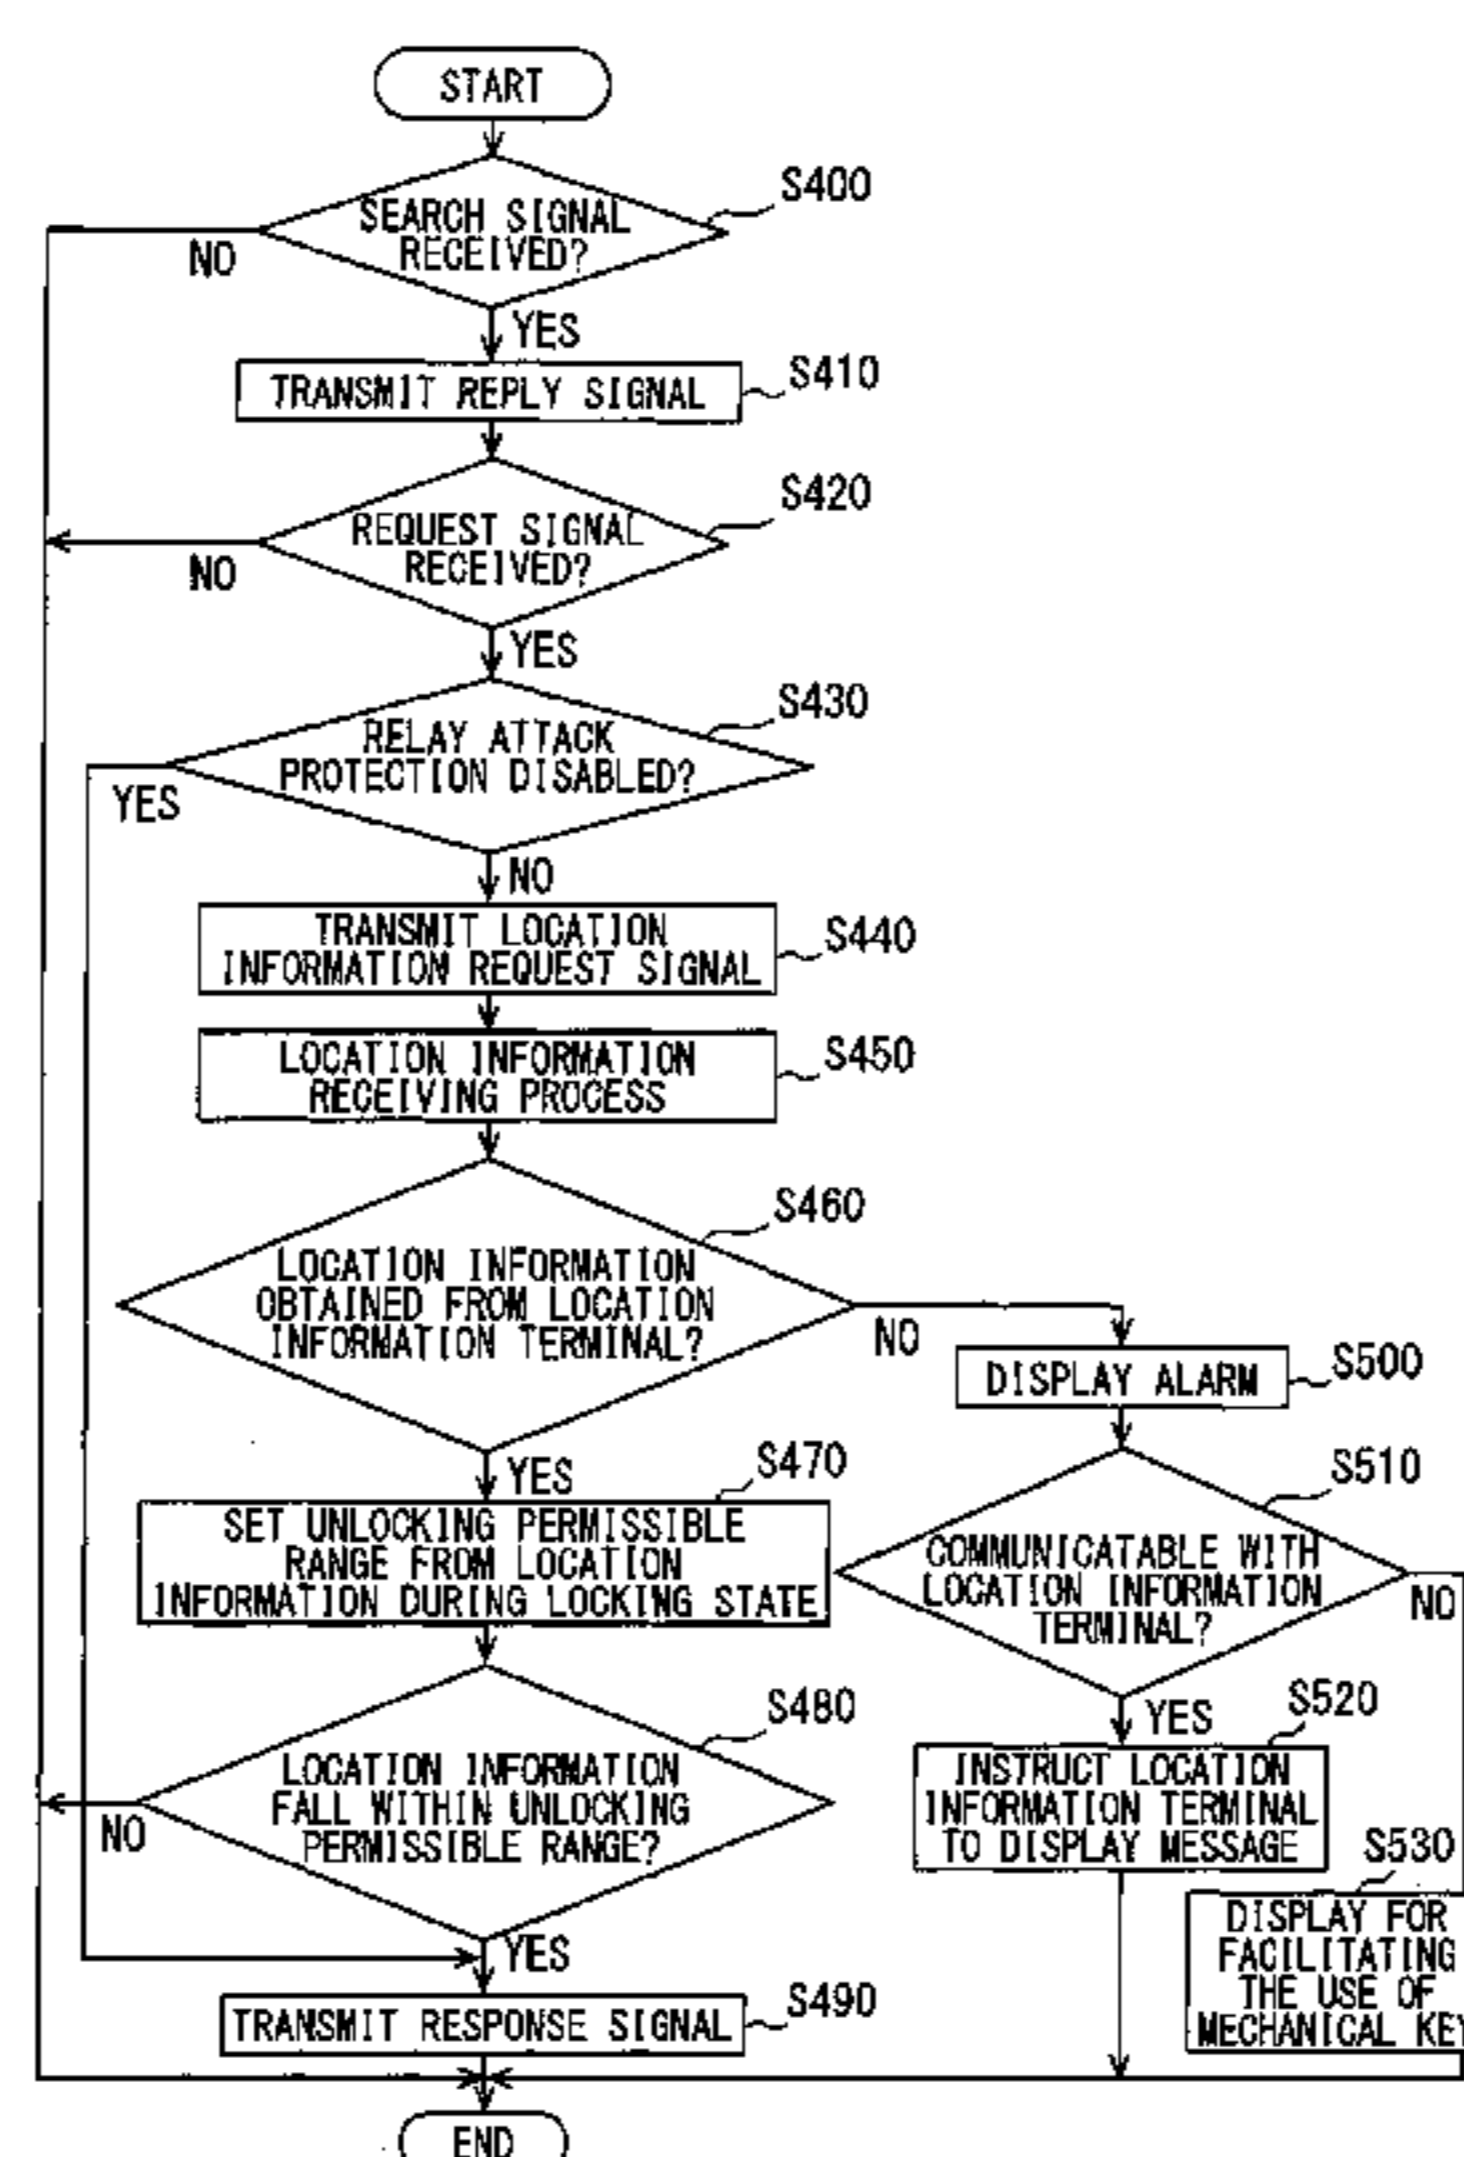 START
S400
SEARCH SIGNAL
RECEIVED?
NO
YES
S410
TRANSMIT REPLY SIGNAL
S420
REQUEST SIGNAL
RECEIVED?
NO
YES
S430
RELAY ATTACK
PROTECTION DISABLED?
YES
NO
S440
TRANSMIT LOCATION
INFORMATION REQUEST SIGNAL
S450
LOCATION INFORMATION
RECEIVING PROCESS
S460
LOCATION INFORMATION
OBTAINED FROM LOCATION
INFORMATION TERMINAL?
NO
YES
S470
SET UNLOCKING PERMISSIBLE
RANGE FROM LOCATION
INFORMATION DURING LOCKING STATE
S480
LOCATION INFORMATION
FALL WITHIN UNLOCKING
PERMISSIBLE RANGE?
NO
YES
S490
TRANSMIT RESPONSE SIGNAL
END
S500
DISPLAY ALARM
S510
COMMUNICATABLE WITH
LOCATION INFORMATION
TERMINAL?
NO
YES
S520
INSTRUCT LOCATION
INFORMATION TERMINAL
TO DISPLAY MESSAGE
S530
DISPLAY FOR
FACILITATING
THE USE OF
MECHANICAL KEY